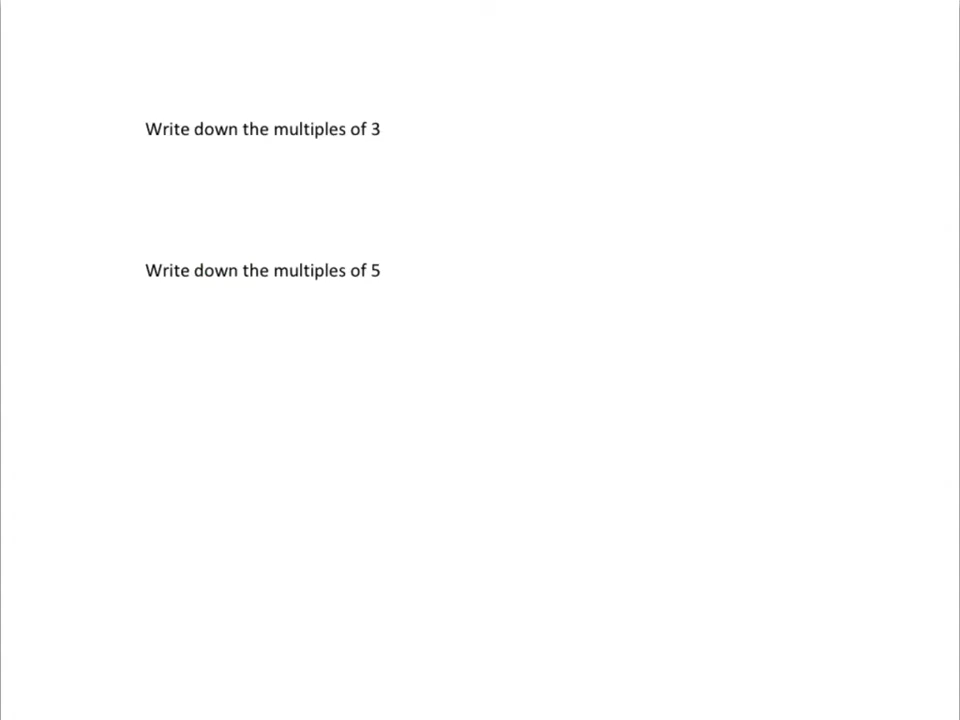 Write down the multiples of 3
Write down the multiples of 5